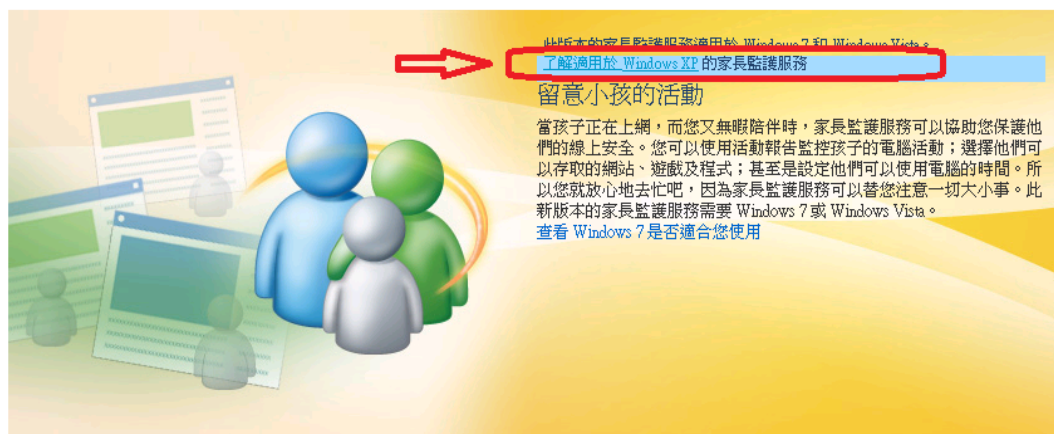 此版本的家長監護服務適用於 Windows 7 和 Windows Vista。
了解適用於 Windows XP 的家長監護服務
留意小孩的活動
當孩子正在上網，而您又無暇陪伴時，家長監護服務可以協助您保護他
們的線上安全。您可以使用活動報告監控孩子的電腦活動；選擇他們可
以存取的網站、遊戲及程式；甚至是設定他們可以使用電腦的時間。所
以您就放心地去忙吧，因為家長監護服務可以替您注意一切大小事。此
新版本的家長監護服務需要 Windows 7 或 Windows Vista。
查看 Windows 7 是否適合您使用